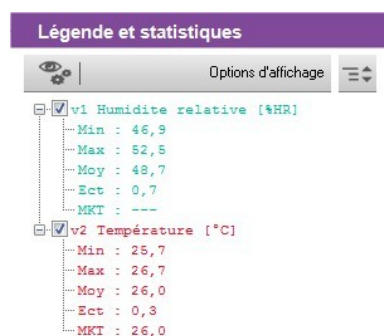 Légende et statistiques
Options d'affichage
v1 Humidite relative [%HR]
Min : 46,9
Max : 52,5
Moy : 48,7
Ect : 0,7
MKT : ---
v2 Température [°C]
Min : 25,7
Max : 26,7
Moy : 26,0
Ect : 0,3
MKT : 26,0